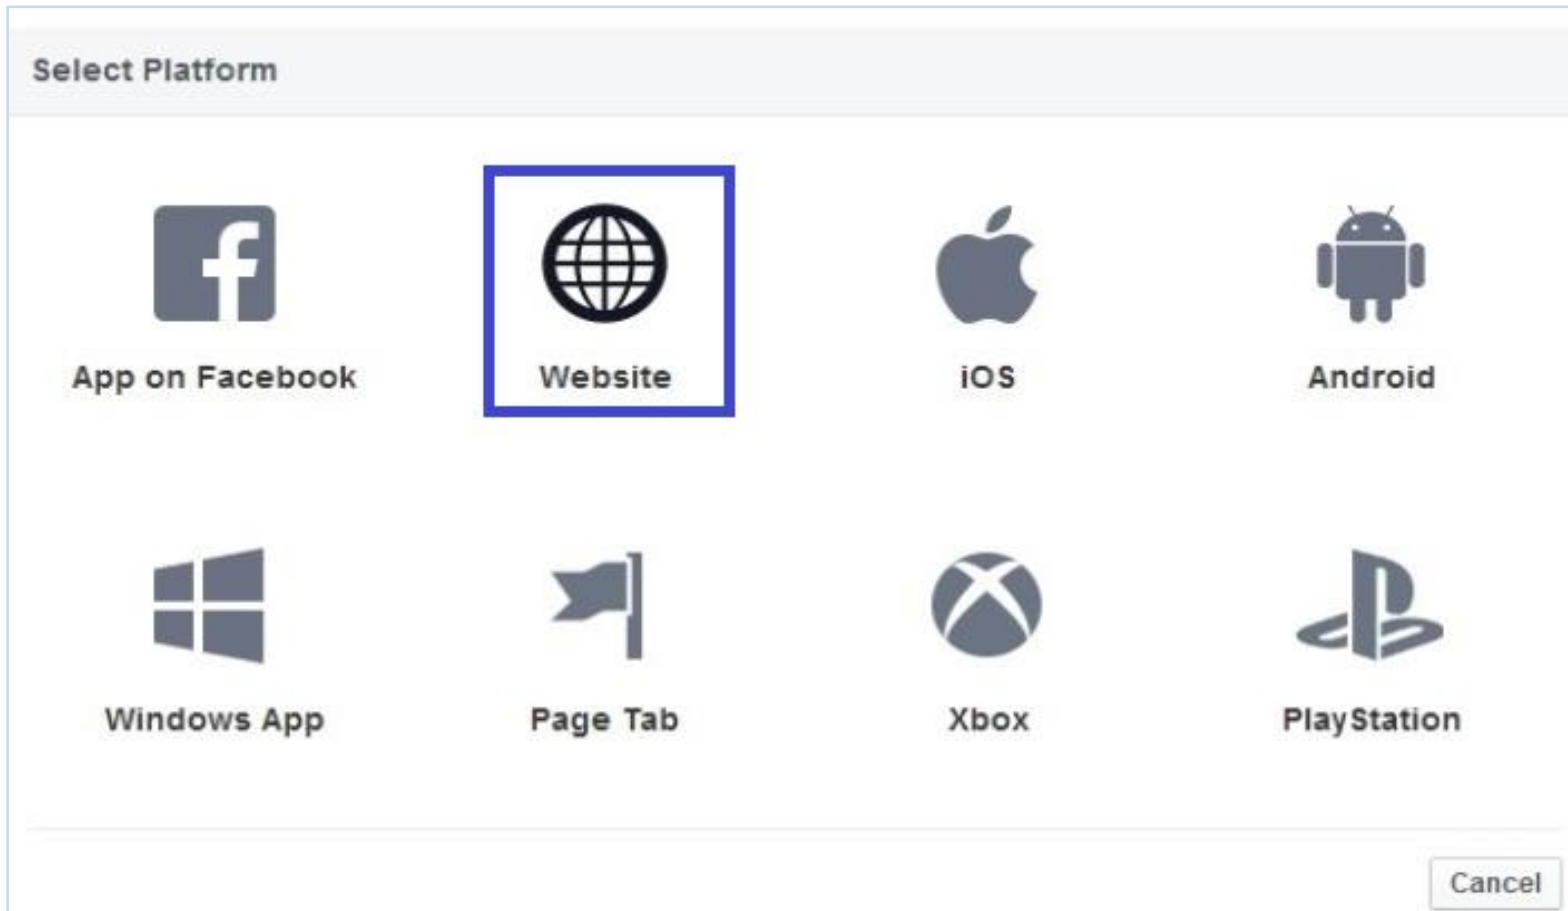 Select Platform
App on Facebook
Website
iOS
Android
Windows App
Page Tab
Xbox
PlayStation
Cancel